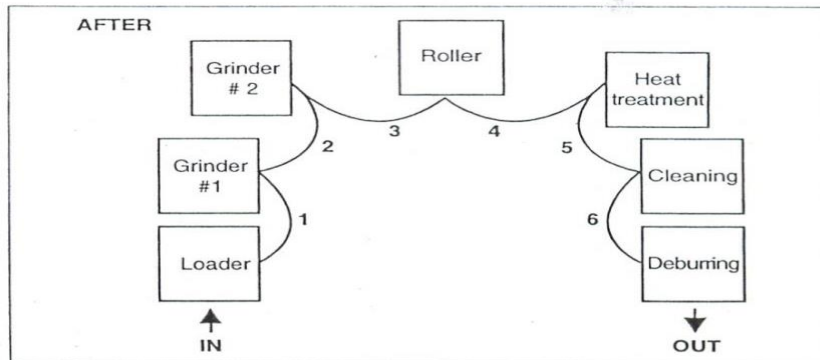 AFTER
Grinder
# 2
Roller
Heat
treatment
3
4
2
5
Grinder
#1
Cleaning
1
6
Loader
Deburring
IN
OUT